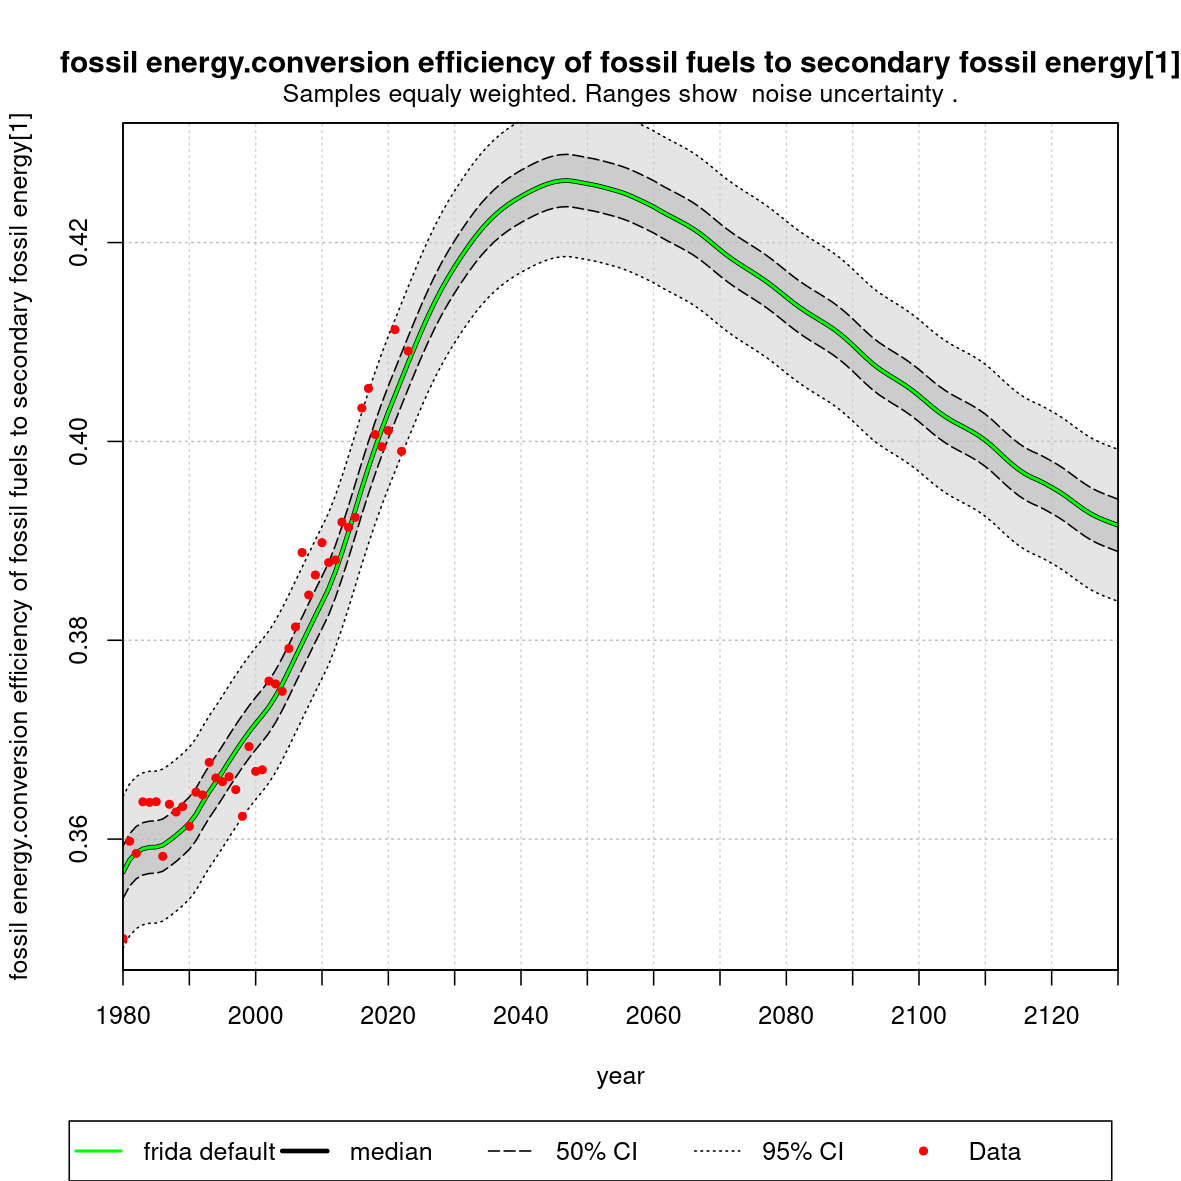 fossil energy.conversion efficiency of fossil fuels to secondary fossil energy[1]
Samples equaly weighted. Ranges show  noise uncertainty .
fossil energy.conversion efficiency of fossil fuels to secondary fossil energy[1]
0.42
0.40
0.38
0.36
1980 2000 2020 2040 2060 2080 2100 2120
year
frida default median 50% CI 95% CI Data